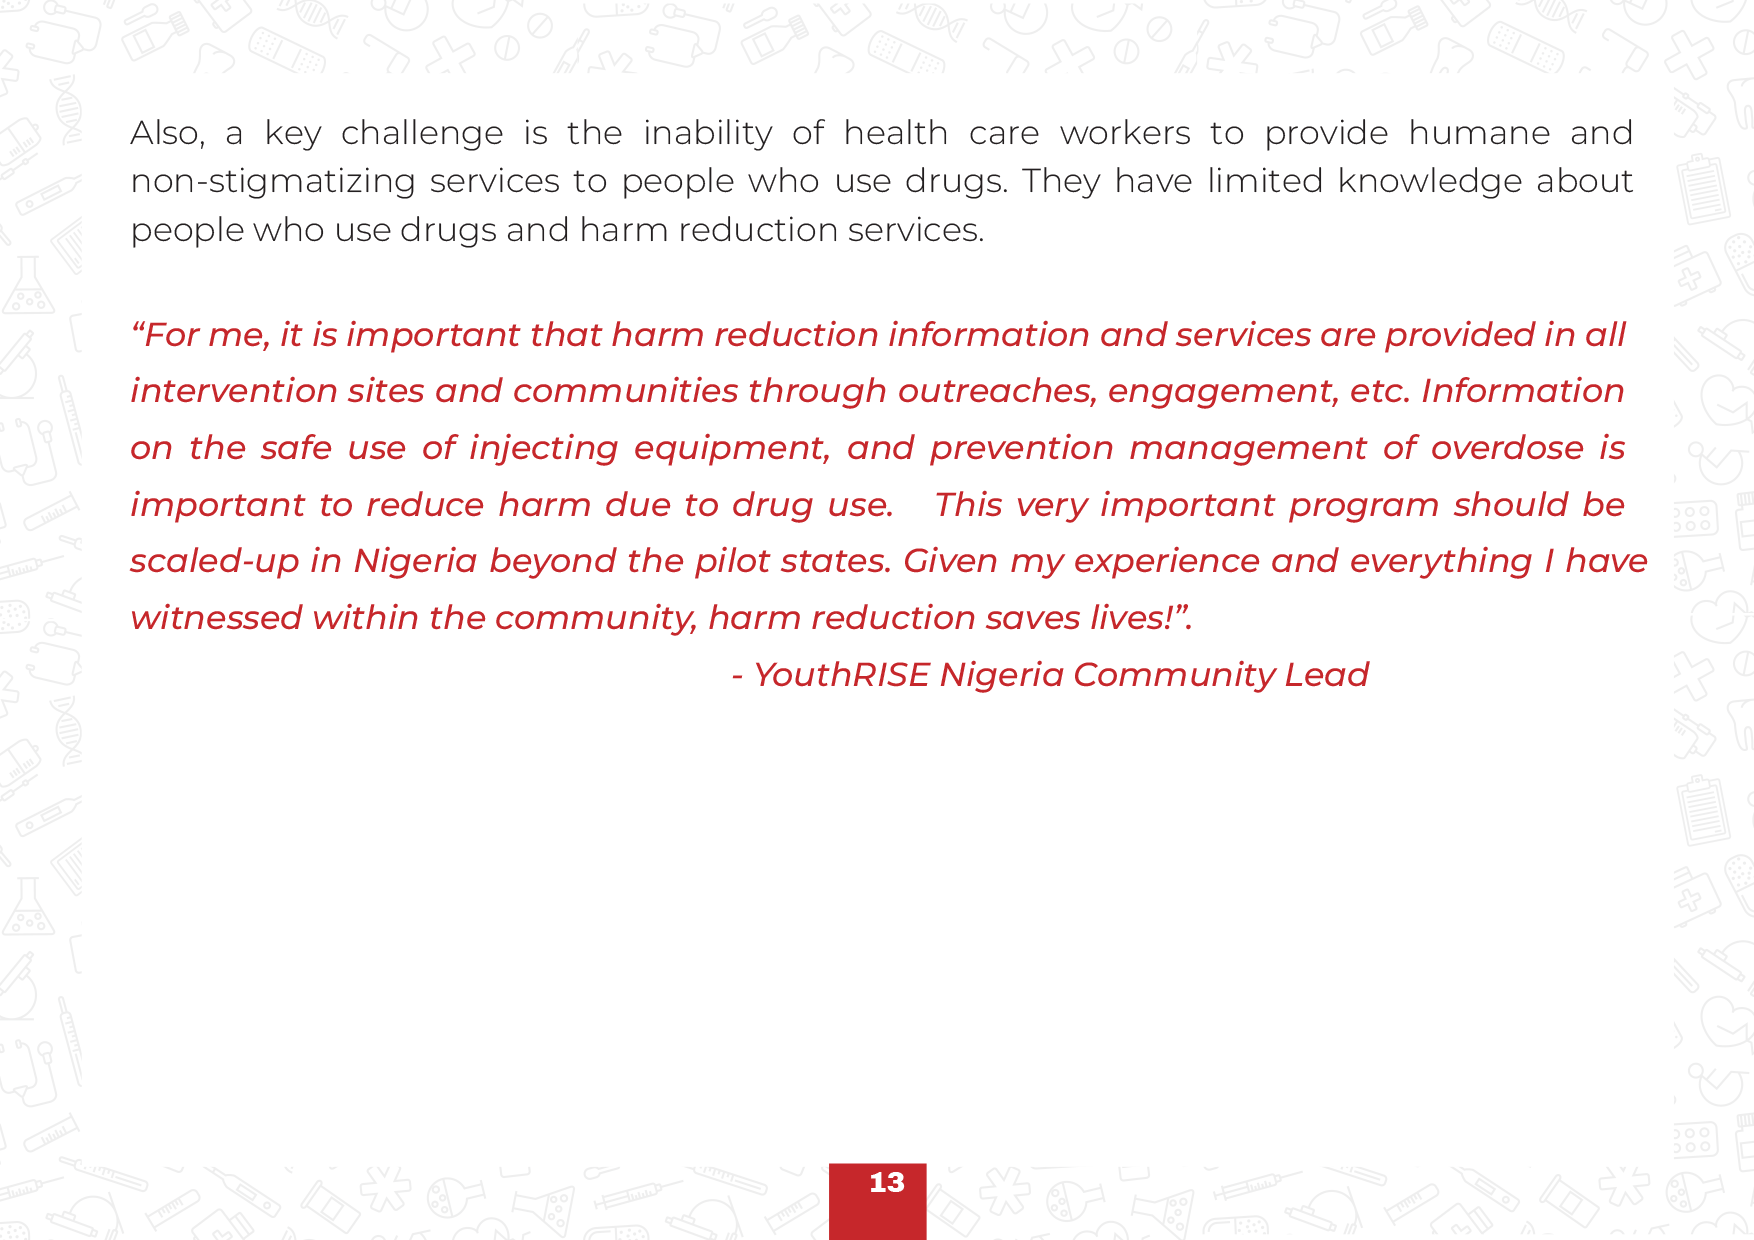 Also, a key challenge is the inability of health care workers to provide humane and
non-stigmatizing services to people who use drugs. They have limited knowledge about
people who use drugs and harm reduction services.
“For me, it is important that harm reduction information and services are provided in all
intervention sites and communities through outreaches, engagement, etc. Information
on the safe use of injecting equipment, and prevention management of overdose is
important to reduce harm due to drug use. This very important program should be
scaled-up in Nigeria beyond the pilot states. Given my experience and everything I have
witnessed within the community, harm reduction saves lives!”.
- YouthRISE Nigeria Community Lead
13